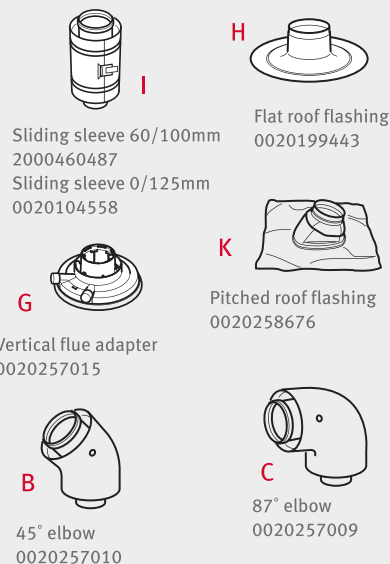 I
Sliding sleeve 60/100mm
2000460487
Sliding sleeve 0/125mm
0020104558
H
Flat roof flashing
0020199443
G
Vertical flue adapter
0020257015
K
Pitched roof flashing
0020258676
B
45° elbow
0020257010
C
87° elbow
0020257009